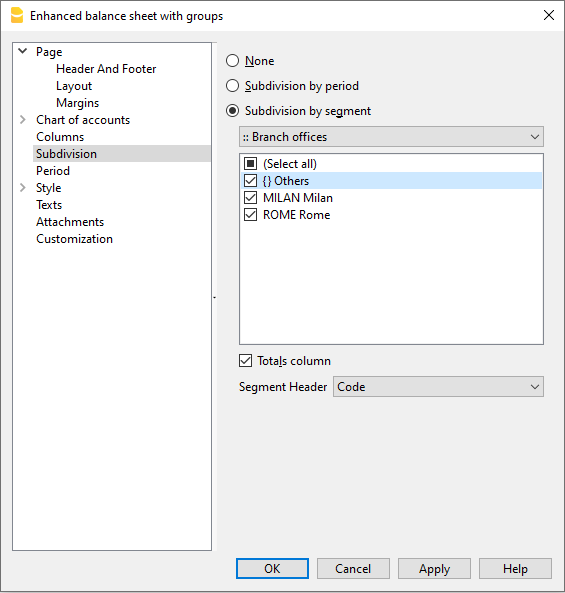 Enhanced balance sheet with groups
Page
Header And Footer
Layout
Margins
Chart of accounts
Columns
Subdivision
Period
Style
Texts
Attachments
Customization
None
Subdivision by period
Subdivision by segment
:: Branch offices
(Select all)
{} Others
MILAN Milan
ROME Rome
Totals column
Segment Header Code
OK Cancel Apply Help